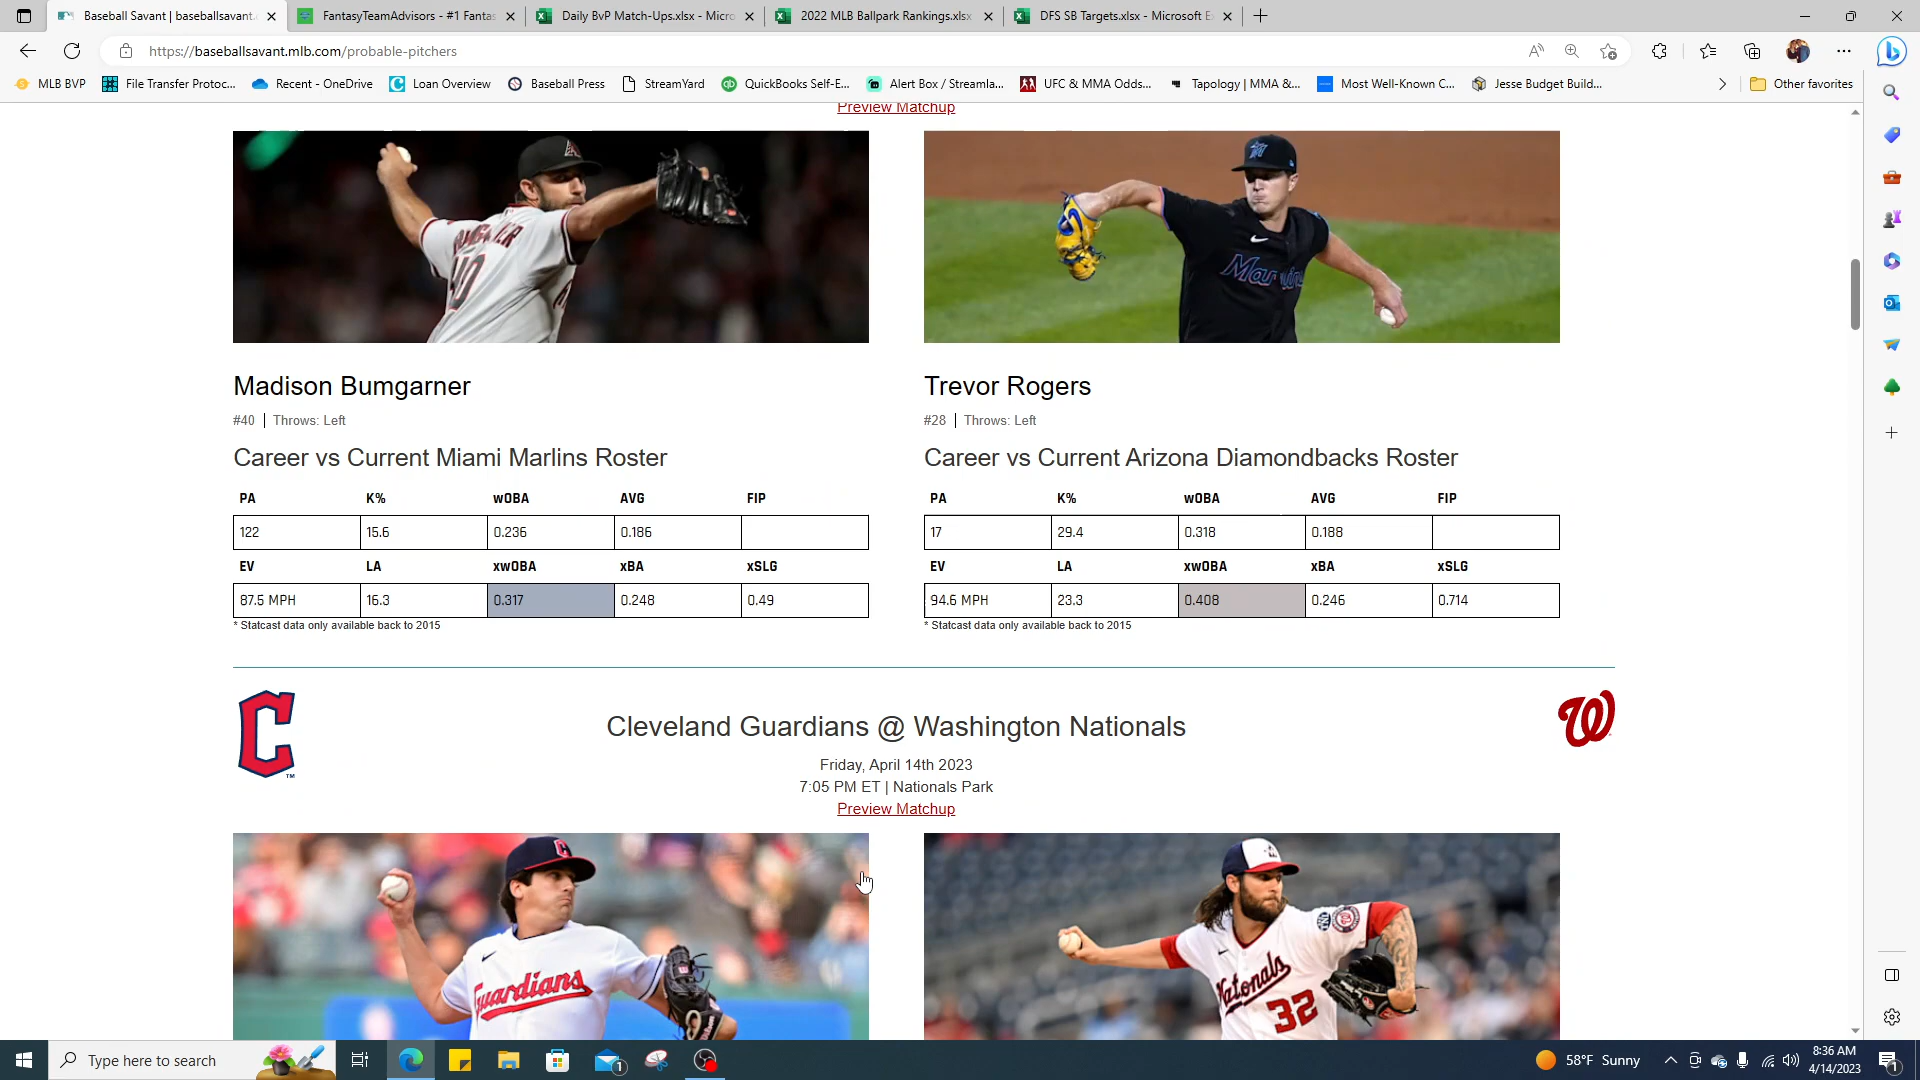 Baseball Savant | baseballsavant.
FantasyTeamAdvisors - #1 Fantas
Daily BvP Match-Ups.xlsx - Micro
2022 MLB Ballpark Rankings.xlsx
DFS SB Targets.xlsx - Microsoft E
https://baseballsavant.mlb.com/probable-pitchers
MLB BVP
File Transfer Protoc...
Recent - OneDrive
Loan Overview
Baseball Press
StreamYard
QuickBooks Self-E...
Alert Box / Streamla...
UFC & MMA Odds...
Tapology | MMA &...
Most Well-Known C...
Jesse Budget Build...
Other favorites
Preview Matchup
Madison Bumgarner
#40 | Throws: Left
Career vs Current Miami Marlins Roster
PA K% wOBA AVG FIP
122 15.6 0.236 0.186
EV LA xwOBA xBA xSLG
87.5 MPH 16.3 0.317 0.248 0.49
* Statcast data only available back to 2015
Trevor Rogers
#28 | Throws: Left
Career vs Current Arizona Diamondbacks Roster
PA K% wOBA AVG FIP
17 29.4 0.318 0.188
EV LA xwOBA xBA xSLG
94.6 MPH 23.3 0.408 0.246 0.714
* Statcast data only available back to 2015
C
TM
Cleveland Guardians @ Washington Nationals
Friday, April 14th 2023
7:05 PM ET | Nationals Park
Preview Matchup
W
Guardians
Nationals
32
Type here to search
1
58°F Sunny
8:36 AM
4/14/2023
1